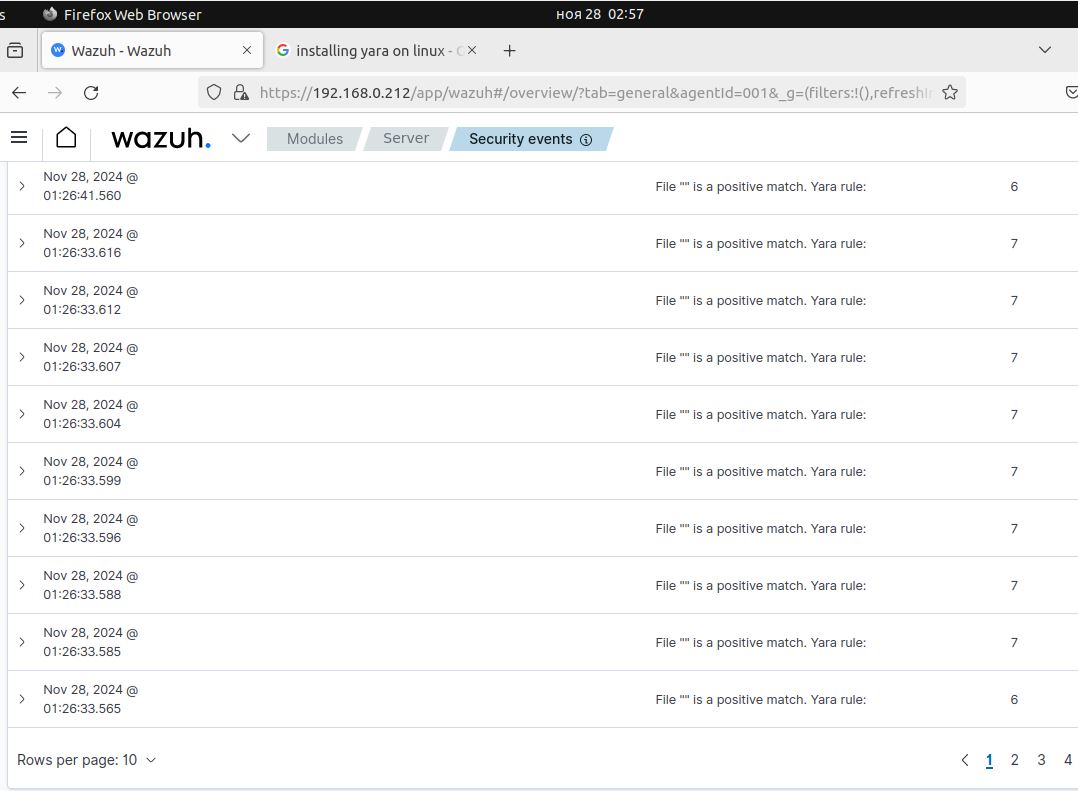 s Firefox Web Browser ноя 28 02:57
Wazuh - Wazuh installing yara on linux -
https://192.168.0.212/app/wazuh#/overview/?tab=general&agentId=001&_g=(filters:!(),refreshIn
wazuh. Modules Server Security events
Nov 28, 2024 @
01:26:41.560
File "" is a positive match. Yara rule: 6
Nov 28, 2024 @
01:26:33.616
File "" is a positive match. Yara rule: 7
Nov 28, 2024 @
01:26:33.612
File "" is a positive match. Yara rule: 7
Nov 28, 2024 @
01:26:33.607
File "" is a positive match. Yara rule: 7
Nov 28, 2024 @
01:26:33.604
File "" is a positive match. Yara rule: 7
Nov 28, 2024 @
01:26:33.599
File "" is a positive match. Yara rule: 7
Nov 28, 2024 @
01:26:33.596
File "" is a positive match. Yara rule: 7
Nov 28, 2024 @
01:26:33.588
File "" is a positive match. Yara rule: 7
Nov 28, 2024 @
01:26:33.585
File "" is a positive match. Yara rule: 7
Nov 28, 2024 @
01:26:33.565
File "" is a positive match. Yara rule: 6
Rows per page: 10 1 2 3 4